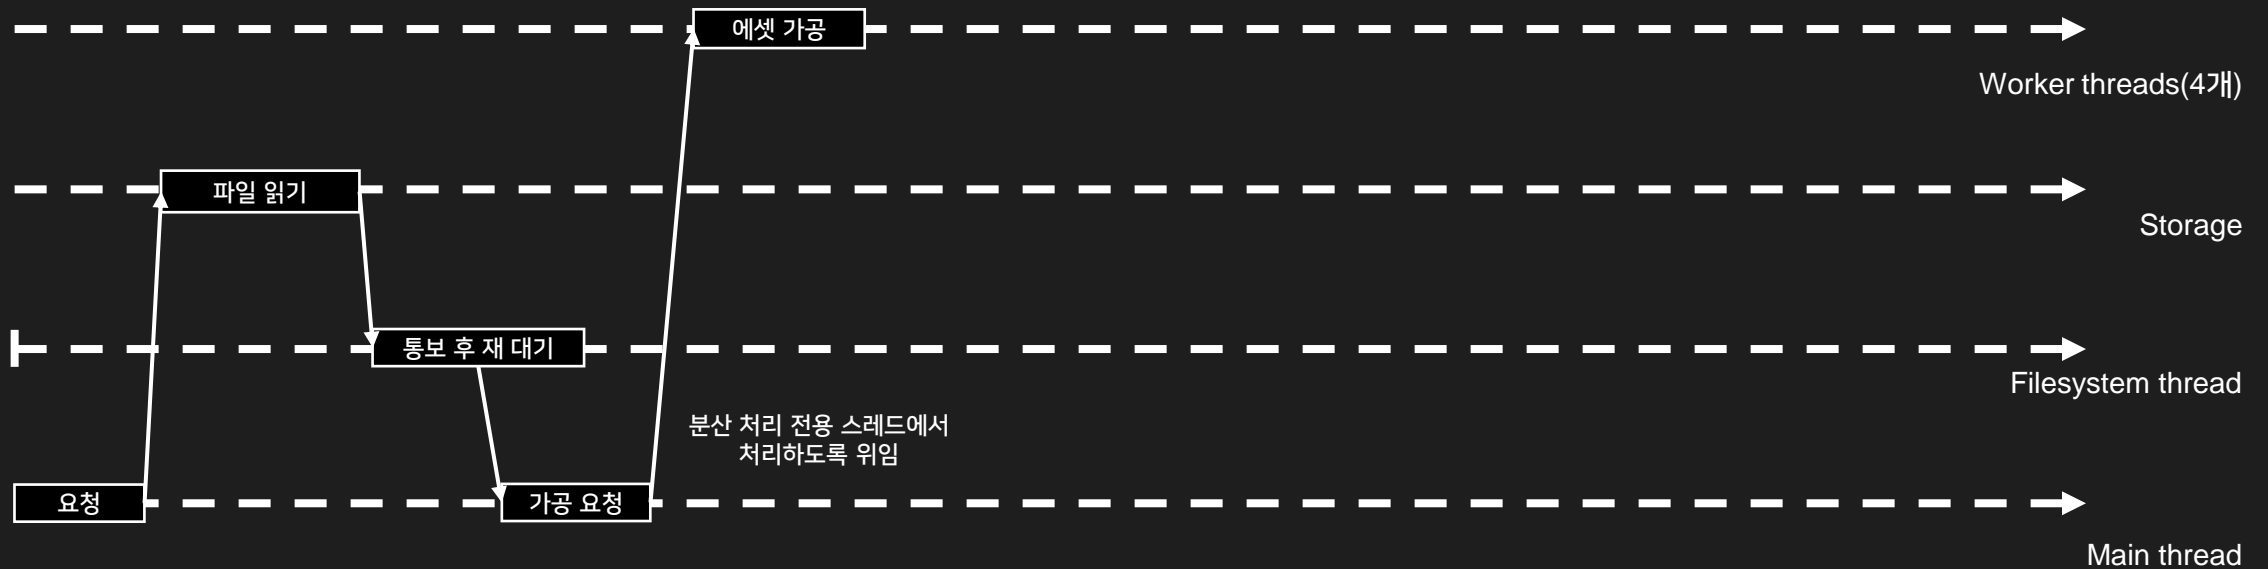 에셋 가공
Worker threads(4개)
파일 읽기
Storage
통보 후 재 대기
Filesystem thread
분산 처리 전용 스레드에서
처리하도록 위임
요청
가공 요청
Main thread